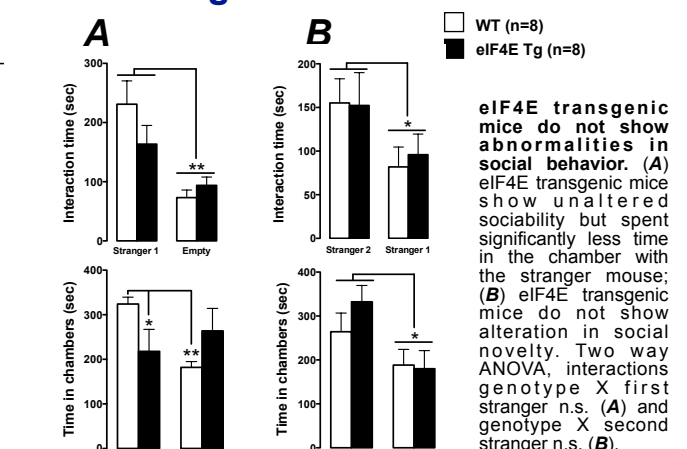 A
B
WT (n=8)
eIF4E Tg (n=8)
Interaction time (sec)
300
200
100
0
**
Stranger 1 Empty
Interaction time (sec)
200
150
100
50
0
*
Stranger 2 Stranger 1
Time in chambers (sec)
400
300
200
100
0
*
**
Time in chambers (sec)
400
300
200
100
0
*
eIF4E transgenic
mice do not show
abnormalities in
social behavior. (A)
eIF4E transgenic mice
show unaltered
sociability but spent
significantly less time
in the chamber with
the stranger mouse;
(B) eIF4E transgenic
mice do not show
alteration in social
novelty. Two way
ANOVA, interactions
genotype X first
stranger n.s. (A) and
genotype X second
stranger n.s. (B).